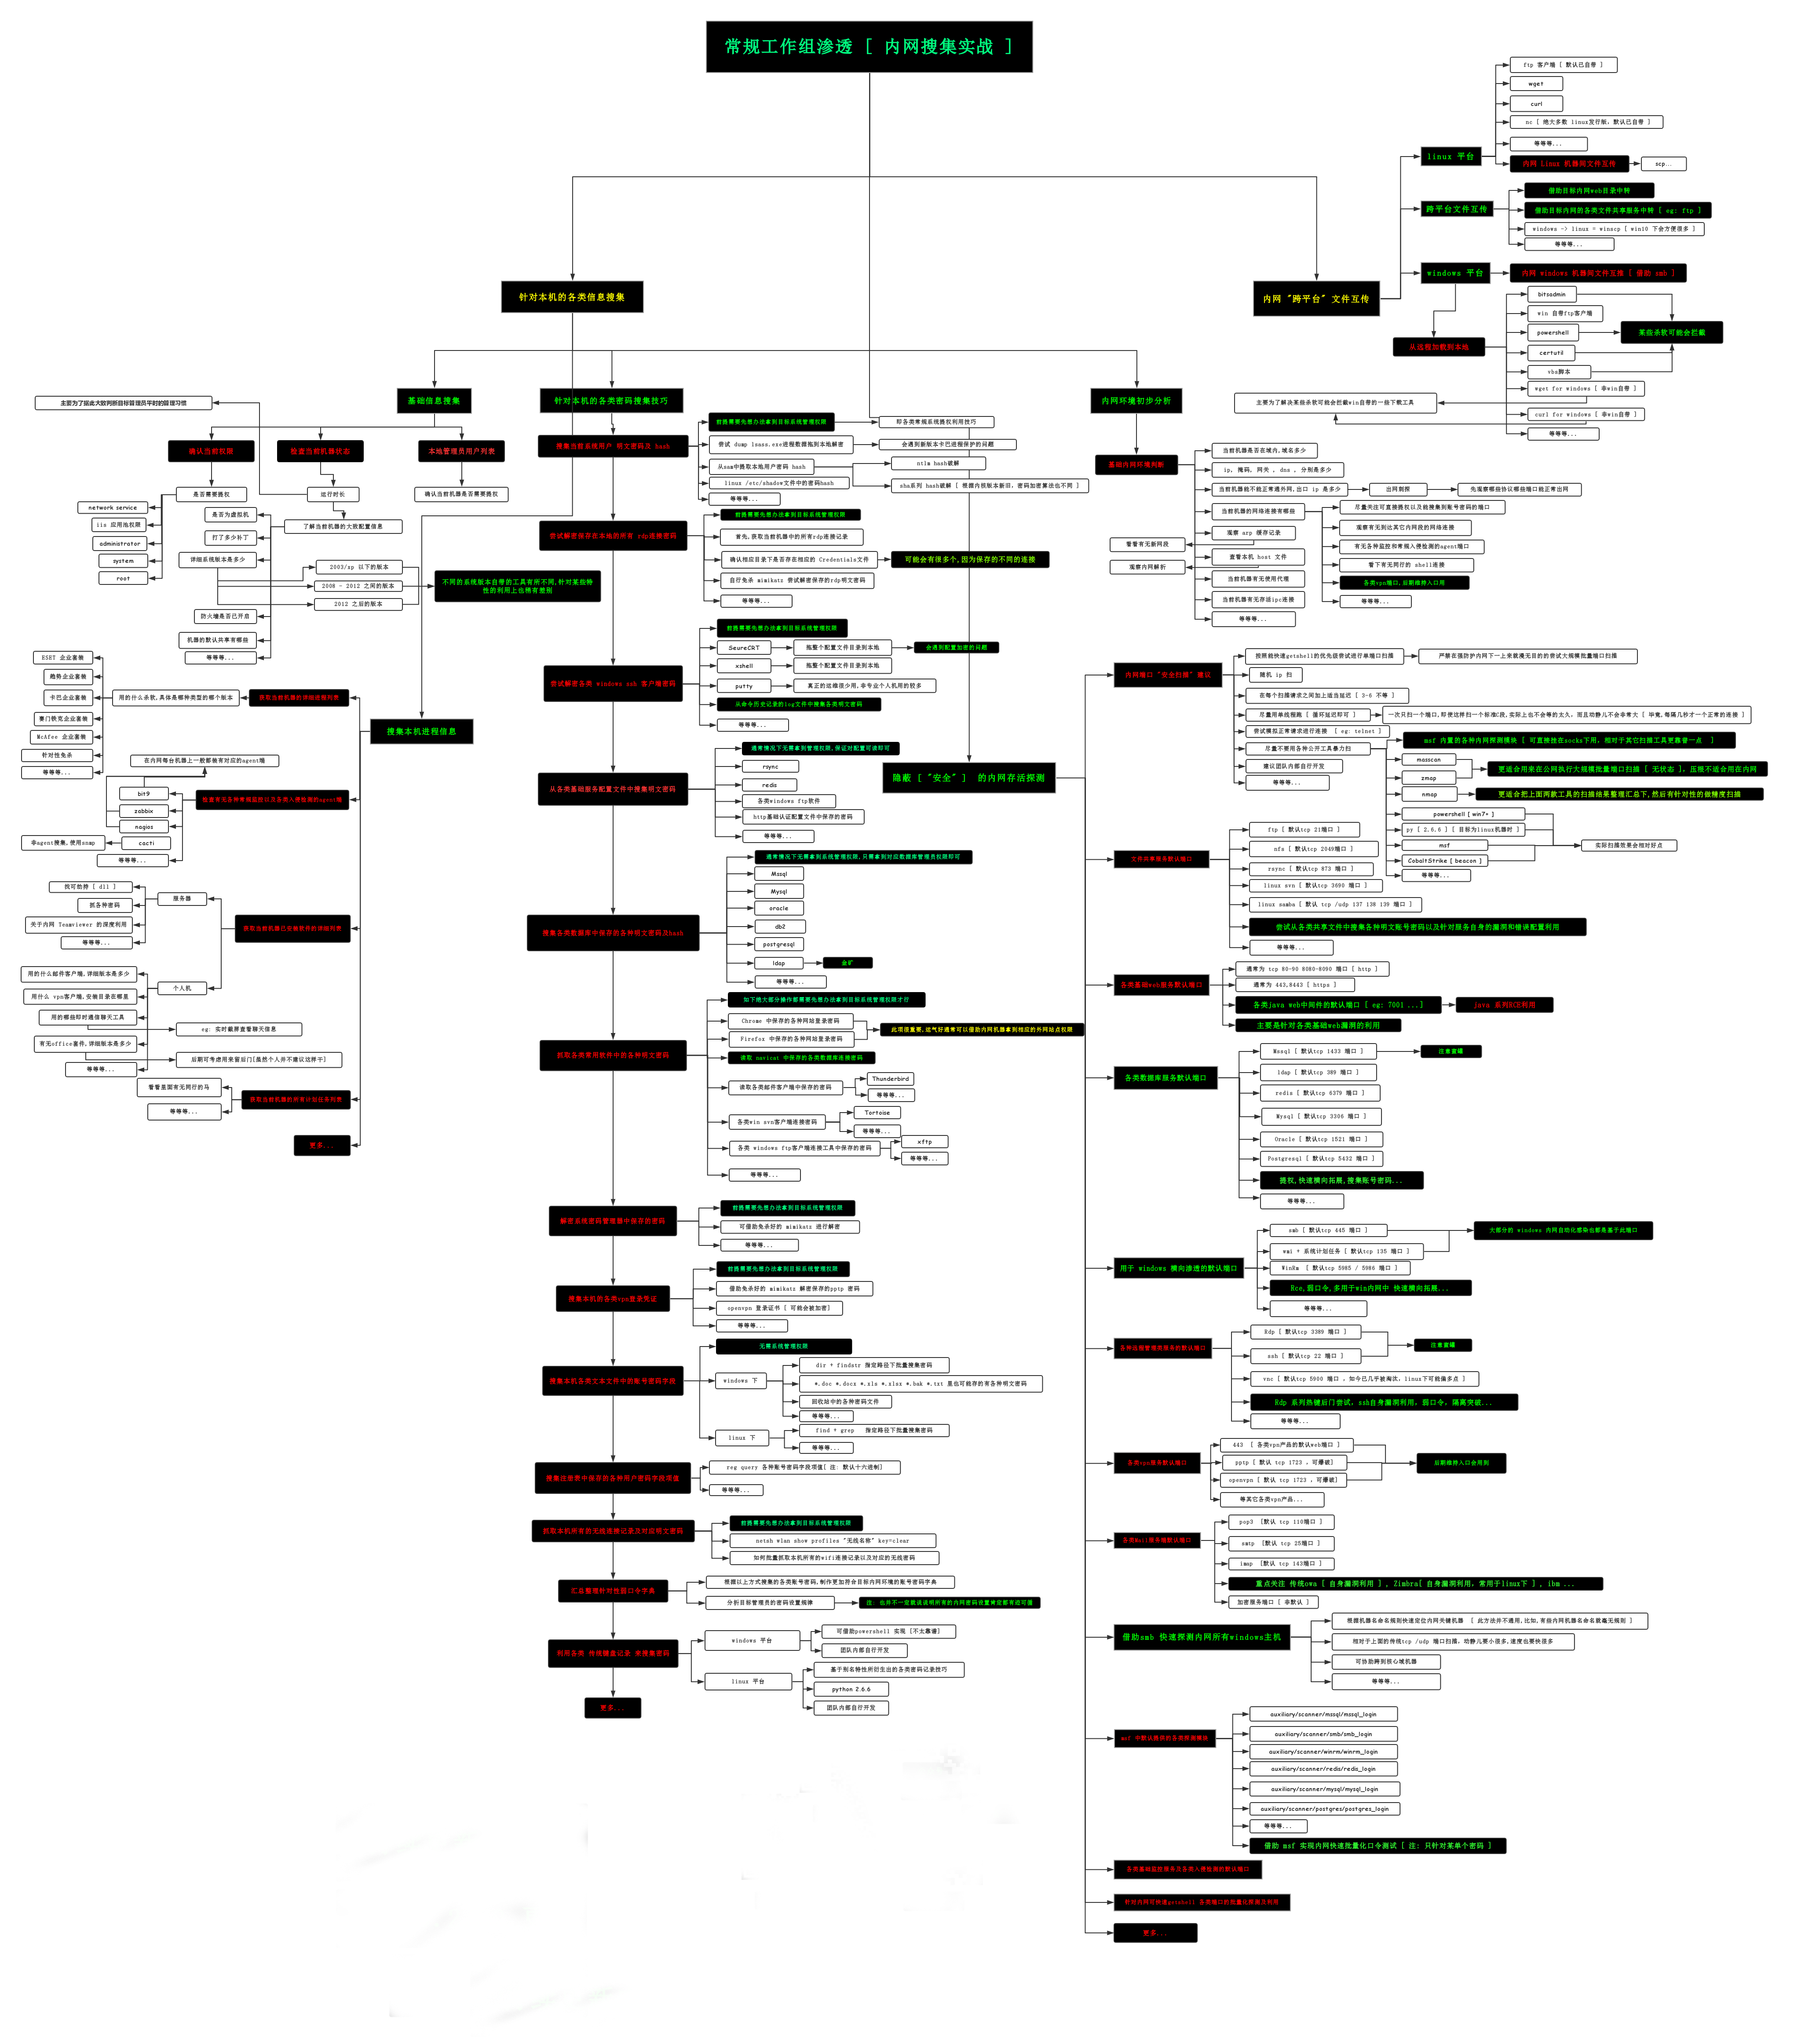 常规工作组渗透 [ 内网搜集实战 ]
针对本机的各类信息搜集
基础信息搜集
主要为了据此大致判断目标管理员平时的管理习惯
确认当前权限
是否需要提权
network service
iis 应用池权限
administrator
system
root
检查当前机器状态
运行时长
了解当前机器的大致配置信息
是否为虚拟机
打了多少补丁
详细系统版本是多少
2003/xp 以下的版本
2008 - 2012 之间的版本
2012 之后的版本
不同的系统版本自带的工具有所不同,针对某些特
性的利用上也稍有差别
防火墙是否已开启
机器的默认共享有哪些
等等等...
本地管理员用户列表
确认当前机器是否需要提权
搜集本机进程信息
获取当前机器的详细进程列表
用的什么杀软,具体是哪种类型的哪个版本
ESET 企业套装
趋势企业套装
卡巴企业套装
赛门铁克企业套装
McAfee 企业套装
针对性免杀
等等等...
检查有无各种常规监控以及各类入侵检测的agent端
在内网每台机器上一般都装有对应的agent端
bit9
zabbix
nagios
cacti
非agent搜集,使用snmp
等等等...
获取当前机器已安装软件的详细列表
服务器
找可劫持 [ dll ]
抓各种密码
关于内网 Teamviewer 的深度利用
等等等...
个人机
用的什么邮件客户端,详细版本是多少
用什么 vpn客户端,安装目录在哪里
用的哪些即时通信聊天工具
eg: 实时截屏查看聊天信息
有无office套件,详细版本是多少
后期可考虑用来留后门[虽然个人并不建议这样干]
等等等...
获取当前机器的所有计划任务列表
看看里面有无同行的马
等等等...
更多...
针对本机的各类密码搜集技巧
搜集当前系统用户 明文密码及 hash
前提需要先想办法拿到目标系统管理权限
即各类常规系统提权利用技巧
尝试 dump lsass.exe进程数据拖到本地解密
会遇到新版本卡巴进程保护的问题
从sam中提取本地用户密码 hash
ntlm hash破解
linux /etc/shadow文件中的密码hash
sha系列 hash破解 [ 根据内核版本新旧, 密码加密算法也不同 ]
等等等...
尝试解密保存在本地的所有 rdp连接密码
前提需要先想办法拿到目标系统管理权限
首先,获取当前机器中的所有rdp连接记录
确认相应目录下是否存在相应的 Credentials文件
可能会有很多个,因为保存的不同的连接
自行免杀 mimikatz 尝试解密保存的rdp明文密码
等等等...
尝试解密各类 windows ssh 客户端密码
前提需要先想办法拿到目标系统管理权限
SeureCRT
拖整个配置文件目录到本地
会遇到配置加密的问题
xshell
拖整个配置文件目录到本地
putty
真正的运维很少用,非专业个人机用的较多
从命令历史记录的log文件中搜集各类明文密码
等等等...
从各类基础服务配置文件中搜集明文密码
通常情况下无需拿到管理权限,保证对配置可读即可
rsync
redis
各类windows ftp软件
http基础认证配置文件中保存的密码
等等等...
搜集各类数据库中保存的各种明文密码及hash
通常情况下无需拿到系统管理权限,只需拿到对应数据库管理员权限即可
Mssql
Mysql
oracle
db2
postgresql
ldap
金矿
等等等...
抓取各类常用软件中的各种明文密码
如下绝大部分操作都需要先想办法拿到目标系统管理权限才行
Chrome 中保存的各种网站登录密码
Firefox 中保存的各种网站登录密码
此项很重要,运气好通常可以借助内网机器拿到相应的外网站点权限
读取 navicat 中保存的各类数据库连接密码
读取各类邮件客户端中保存的密码
Thunderbird
等等等...
各类win svn客户端连接密码
Tortoise
等等等...
各类 windows ftp客户端连接工具中保存的密码
xftp
等等等...
等等等...
解密系统密码管理器中保存的密码
前提需要先想办法拿到目标系统管理权限
可借助免杀好的 mimikatz 进行解密
等等等...
搜集本机的各类vpn登录凭证
前提需要先想办法拿到目标系统管理权限
借助免杀好的 mimikatz 解密保存的pptp 密码
openvpn 登录证书 [ 可能会被加密]
等等等...
搜集本机各类文本文件中的账号密码字段
无需系统管理权限
windows 下
dir + findstr 指定路径下批量搜集密码
*.doc *.docx *.xls *.xlsx *.bak *.txt 里也可能存的有各种明文密码
回收站中的各种密码文件
等等等...
linux 下
find + grep 指定路径下批量搜集密码
等等等...
搜集注册表中保存的各种用户密码字段项值
reg query 各种账号密码字段项值[ 注: 默认十六进制]
等等等...
抓取本机所有的无线连接记录及对应明文密码
前提需要先想办法拿到目标系统管理权限
netsh wlan show profiles "无线名称" key=clear
如何批量抓取本机所有的wifi连接记录以及对应的无线密码
汇总整理针对性弱口令字典
根据以上方式搜集的各类账号密码,制作更加符合目标内网环境的账号密码字典
分析目标管理员的密码设置规律
注: 也并不一定能说说明所有的内网密码设置肯定都有迹可循
利用各类 传统键盘记录 来搜集密码
windows 平台
可借助powershell 实现 [不太靠谱]
团队内部自行开发
linux 平台
基于别名特性所衍生出的各类密码记录技巧
python 2.6.6
团队内部自行开发
更多...
内网环境初步分析
基础内网环境判断
当前机器是否在域内,域名多少
ip, 掩码, 网关 , dns , 分别是多少
当前机器能不能正常通外网,出口 ip 是多少
出网刺探
先观察哪些协议哪些端口能正常出网
当前机器的网络连接有哪些
尽量关注可直接提权以及能搜集到账号密码的端口
观察有无到达其它内网段的网络连接
有无各种监控和常规入侵检测的agent端口
看下有无同行的 shell连接
各类vpn端口,后期维持入口用
等等等...
观察 arp 缓存记录
看看有无新网段
查看本机 host 文件
观察内网解析
当前机器有无使用代理
当前机器有无存活ipc连接
等等等...
内网 "跨平台" 文件互传
linux 平台
ftp 客户端 [ 默认已自带 ]
wget
curl
nc [ 绝大多数 linux发行版, 默认已自带 ]
等等等...
内网 Linux 机器间文件互拖
scp...
跨平台文件互传
借助目标内网web目录中转
借助目标内网的各类文件共享服务中转 [ eg: ftp ]
windows -> linux = winscp [ win10 下会方便很多 ]
等等等...
windows 平台
内网 windows 机器间文件互拖 [ 借助 smb ]
从远程加载到本地
bitsadmin
win 自带ftp客户端
powershell
某些杀软可能会拦截
certutil
vbs脚本
wget for windows [ 非win自带 ]
主要为了解决某些杀软可能会拦截win自带的一些下载工具
curl for windows [ 非win自带 ]
等等等...
隐蔽 [ "安全" ] 的内网存活探测
内网端口 "安全扫描" 建议
按照能快速getshell的优先级尝试进行单端口扫描
严禁在强防护内网下一上来就漫无目的的尝试大规模批量端口扫描
随机 ip 扫
在每个扫描请求之间加上适当延迟 [ 3-6 不等 ]
尽量用单线程跑 [ 循环延迟即可 ]
一次只扫一个端口,即便这样扫一个标准C段,实际上也不会等的太久, 而且动静儿不会非常大 [ 毕竟,每隔几秒才一个正常的连接 ]
尝试模拟正常请求进行连接 [ eg: telnet ]
尽量不要用各种公开工具暴力扫
msf 内置的各种内网探测模块 [ 可直接挂在socks下用, 相对于其它扫描工具更靠谱一点 ]
masscan
zmap
更适合用来在公网执行大规模批量端口扫描 [ 无状态 ], 压根不适合用在内网
nmap
更适合把上面两款工具的扫描结果整理汇总下,然后有针对性的做精度扫描
powershell [ win7+ ]
py [ 2.6.6 ] [ 目标为linux机器时 ]
msf
CobaltStrike [ beacon ]
实际扫描效果会相对好点
等等等...
建议团队内部自行开发
等等等...
文件共享服务默认端口
ftp [ 默认tcp 21端口 ]
nfs [ 默认tcp 2049端口 ]
rsync [ 默认tcp 873 端口 ]
linux svn [ 默认tcp 3690 端口 ]
linux samba [ 默认 tcp /udp 137 138 139 端口 ]
尝试从各类共享文件中搜集各种明文账号密码以及针对服务自身的漏洞和错误配置利用
等等等...
各类基础web服务默认端口
通常为 tcp 80-90 8080-8090 端口 [ http ]
通常为 443,8443 [ https ]
各类java web中间件的默认端口 [ eg: 7001 ...]
java 系列RCE利用
主要是针对各类基础web漏洞的利用
各类数据库服务默认端口
Mssql [ 默认tcp 1433 端口 ]
注意蜜罐
ldap [ 默认tcp 389 端口 ]
redis [ 默认tcp 6379 端口 ]
Mysql [ 默认tcp 3306 端口 ]
Oracle [ 默认tcp 1521 端口 ]
Postgresql [ 默认tcp 5432 端口 ]
提权,快速横向拓展,搜集账号密码...
等等等...
用于 windows 横向渗透的默认端口
smb [ 默认tcp 445 端口 ]
大部分的 windows 内网自动化感染也都是基于此端口
wmi + 系统计划任务 [ 默认tcp 135 端口 ]
WinRm [ 默认tcp 5985 / 5986 端口 ]
Rce,弱口令,多用于win内网中 快速横向拓展...
等等等...
各种远程管理类服务的默认端口
Rdp [ 默认tcp 3389 端口 ]
ssh [ 默认tcp 22 端口 ]
注意蜜罐
vnc [ 默认tcp 5900 端口 , 如今已几乎被淘汰, linux下可能偏多点 ]
Rdp 系列热键后门尝试, ssh自身漏洞利用, 弱口令, 隔离突破...
等等等...
各类vpn服务默认端口
443 [ 各类vpn产品的默认web端口 ]
pptp [ 默认 tcp 1723 , 可爆破]
openvpn [ 默认 tcp 1723 , 可爆破]
后期维持入口会用到
等其它各类vpn产品...
各类Mail服务端默认端口
pop3 [默认 tcp 110端口 ]
smtp [默认 tcp 25端口 ]
imap [默认 tcp 143端口 ]
重点关注 传统owa [ 自身漏洞利用 ] , Zimbra[ 自身漏洞利用, 常用于linux下 ] , ibm ...
加密服务端口 [ 非默认 ]
借助smb 快速探测内网所有windows主机
根据机器名命名规则快速定位内网关键机器 [ 此方法并不通用,比如,有些内网机器名命名就毫无规则 ]
相对于上面的传统tcp /udp 端口扫描, 动静儿要小很多,速度也要快很多
可协助跨到核心域机器
等等等...
msf 中默认提供的各类探测模块
auxiliary/scanner/mssql/mssql_login
auxiliary/scanner/smb/smb_login
auxiliary/scanner/winrm/winrm_login
auxiliary/scanner/redis/redis_login
auxiliary/scanner/mysql/mysql_login
auxiliary/scanner/postgres/postgres_login
等等等...
借助 msf 实现内网快速批量化口令测试 [ 注: 只针对某单个密码 ]
各类基础监控服务及各类入侵检测的默认端口
针对内网可快速getshell 各类端口的批量化探测及利用
更多...